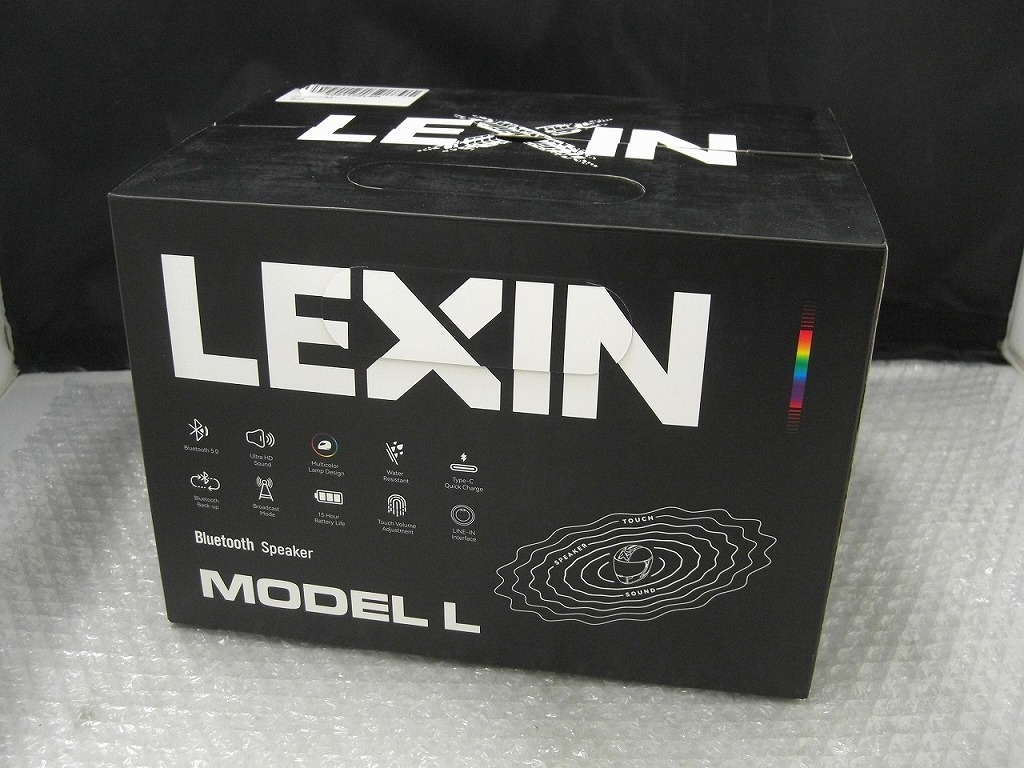 LEXIN
LEXIN
Bluetooth 5.0
Ultra HD
Sound
Multicolor
Lamp Design
Water
Resistant
Type-C
Quick Charge
Bluetooth
Back-up
Broadcast
Mode
15 Hour
Battery Life
Touch Volume
Adjustment
LINE-IN
Interface
TOUCH
SPEAKER
SOUND
Bluetooth Speaker
MODEL L